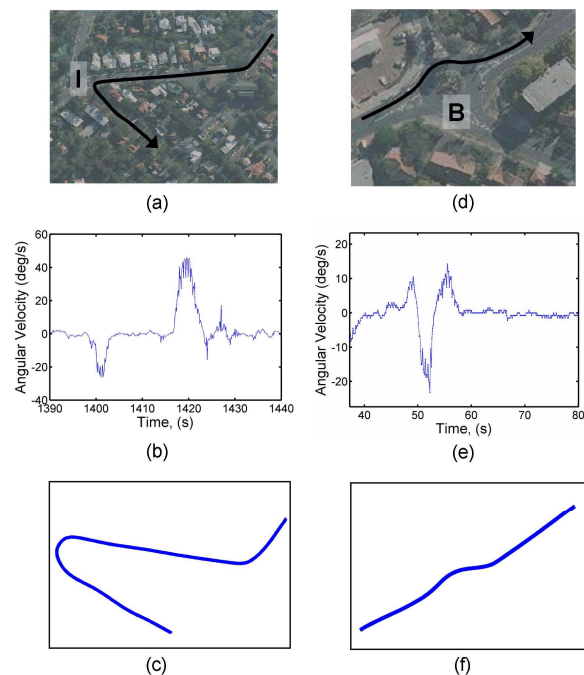 I
(a)
B
(d)
Angular Velocity (deg/s)
60
40
20
0
-20
-40
1390 1400 1410 1420 1430 1440
Time, (s)
(b)
Angular Velocity (deg/s)
20
10
0
-10
-20
40 50 60 70 80
Time, (s)
(e)
(c)
(f)